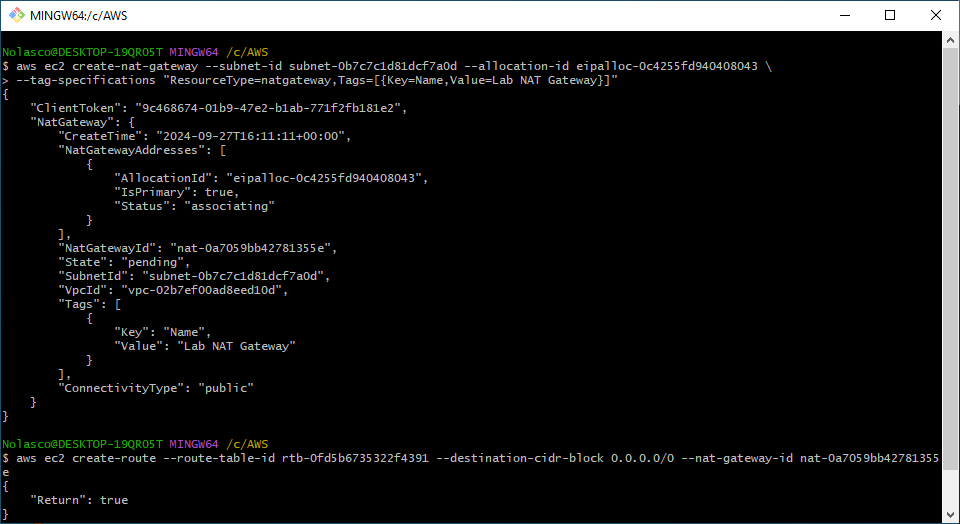 MINGW64:/c/AWS
Nolasco@DESKTOP-19QRO5T MINGW64 /c/AWS
$ aws ec2 create-nat-gateway --subnet-id subnet-0b7c7c1d81dcf7a0d --allocation-id eipalloc-0c4255fd940408043 \
> --tag-specifications "ResourceType=natgateway,Tags=[{Key=Name,Value=Lab NAT Gateway}]"
{
    "ClientToken": "9c468674-01b9-47e2-b1ab-771f2fb181e2",
    "NatGateway": {
        "CreateTime": "2024-09-27T16:11:11+00:00",
        "NatGatewayAddresses": [
            {
                "AllocationId": "eipalloc-0c4255fd940408043",
                "IsPrimary": true,
                "Status": "associating"
            }
        ],
        "NatGatewayId": "nat-0a7059bb42781355e",
        "State": "pending",
        "SubnetId": "subnet-0b7c7c1d81dcf7a0d",
        "VpcId": "vpc-02b7ef00ad8eed10d",
        "Tags": [
            {
                "Key": "Name",
                "Value": "Lab NAT Gateway"
            }
        ],
        "ConnectivityType": "public"
    }
}
Nolasco@DESKTOP-19QRO5T MINGW64 /c/AWS
$ aws ec2 create-route --route-table-id rtb-0fd5b6735322f4391 --destination-cidr-block 0.0.0.0/0 --nat-gateway-id nat-0a7059bb42781355
e
{
    "Return": true
}